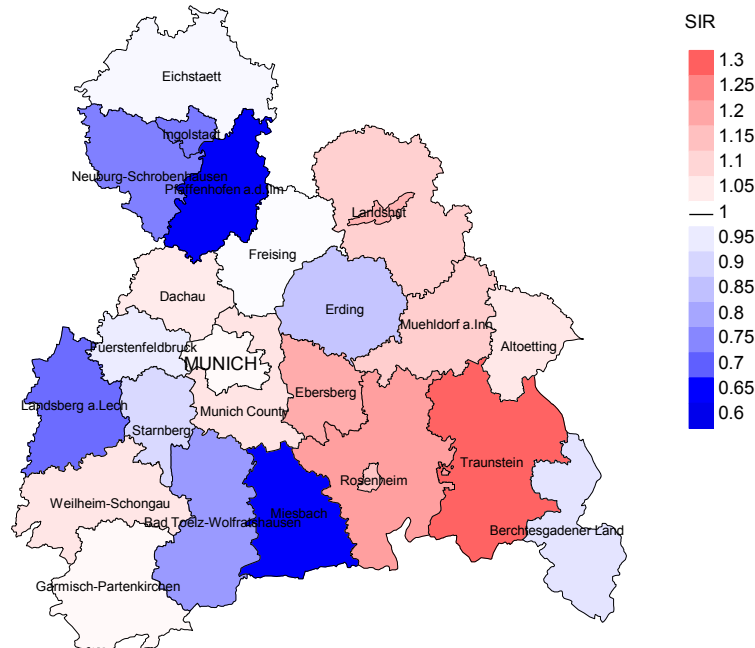 SIR
1.3
1.25
1.2
1.15
1.1
1.05
1
0.95
0.9
0.85
0.8
0.75
0.7
0.65
0.6
Eichstaett
Ingolstadt
Neuburg-Schrobenhausen
Pfaffenhofen a.d. Ilm
Landshut
Freising
Dachau
Erding
Muehldorf a.Inn
Altoetting
Fuerstenfeldbruck
MUNICH
Ebersberg
Landsberg a.Lech
Munich County
Starnberg
Traunstein
Rosenheim
Weilheim-Schongau
Miesbach
Bad Toelz-Wolfratshausen
Berchtesgadener Land
Garmisch-Partenkirchen